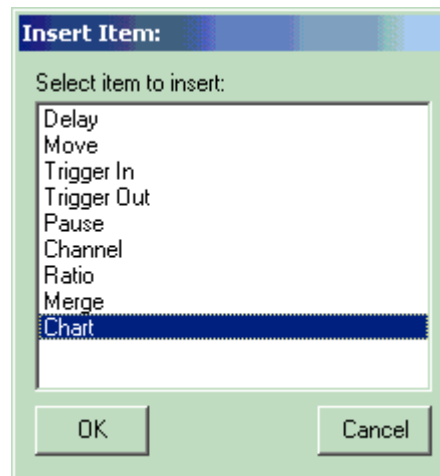 Insert Item:
Select item to insert:
Delay
Move
Trigger In
Trigger Out
Pause
Channel
Ratio
Merge
Chart
OK Cancel